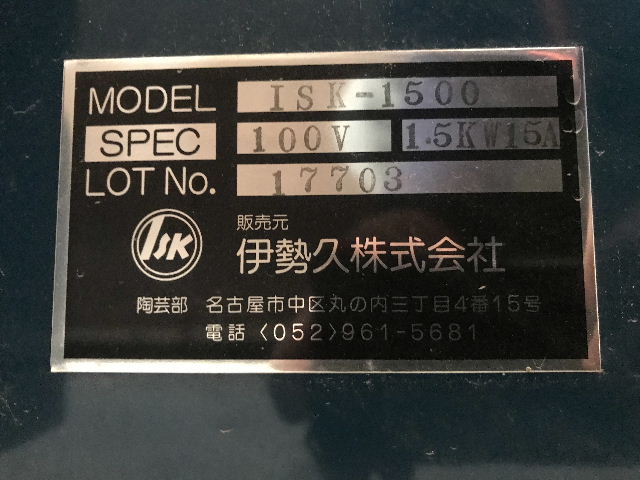 MODEL ISK-1500
SPEC 100V 1.5KW15A
LOT No. 17703
ISK
販売元
伊勢久株式会社
陶芸部 名古屋市中区丸の内三丁目4番15号
電話〈052〉961-5681